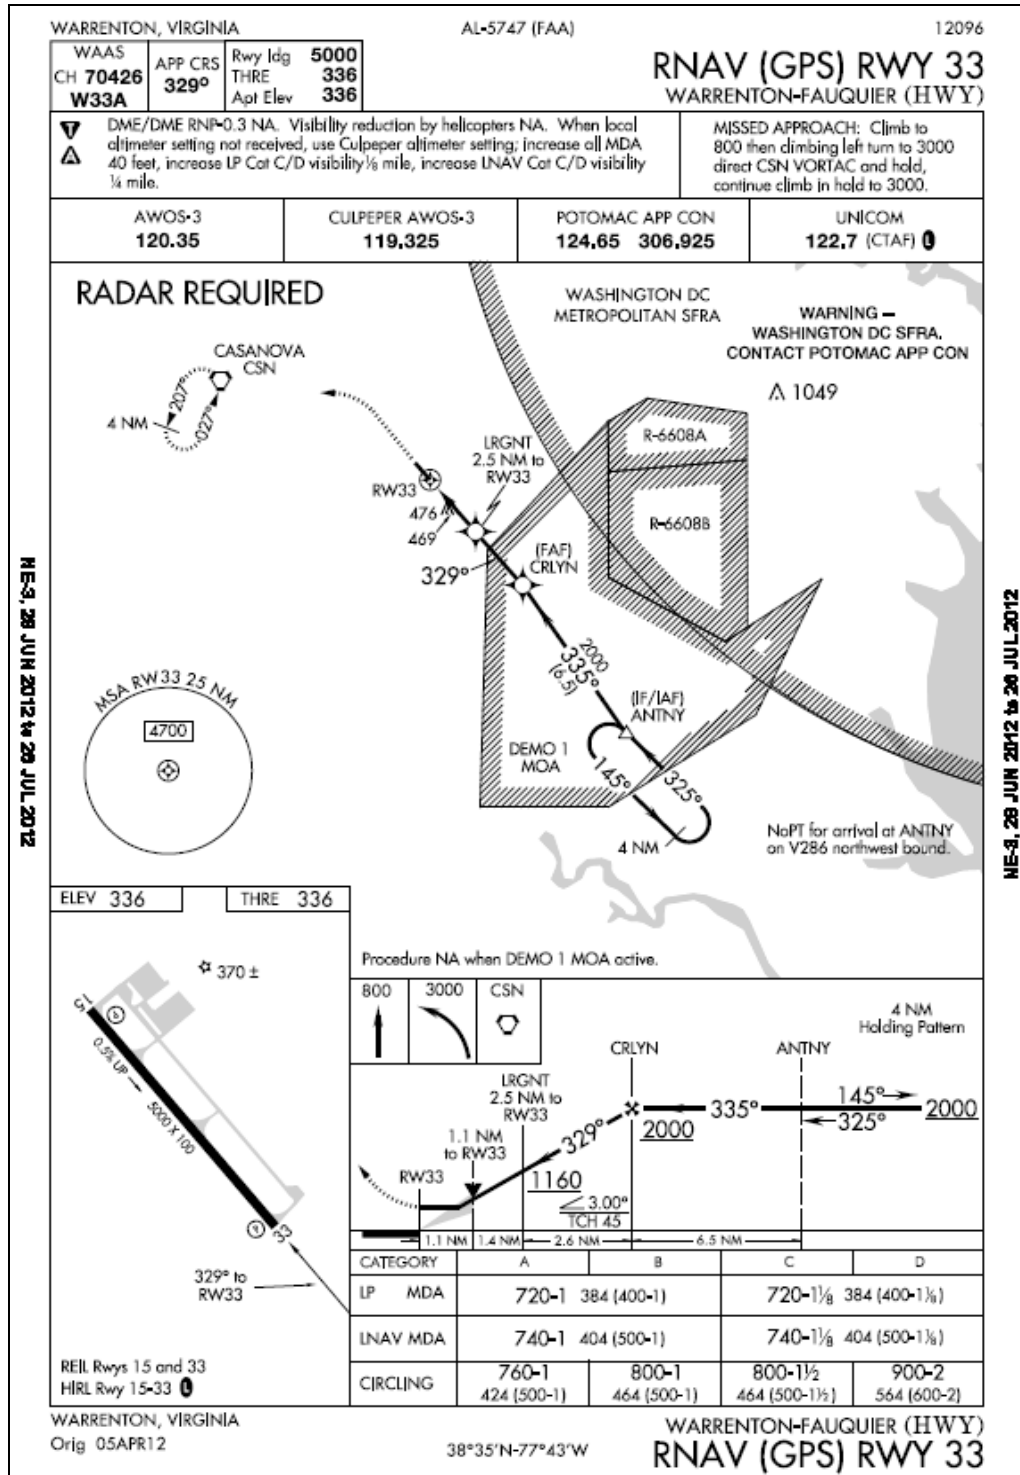 WARRENTON, VIRGINIA
AL-5747 (FAA)
12096
WAAS
CH 70426
W33A
APP CRS
329°
Rwy ldg 5000
THRE 336
Apt Elev 336
RNAV (GPS) RWY 33
WARRENTON-FAUQUIER (HWY)
T
A
DME/DME RNP-0.3 NA. Visibility reduction by helicopters NA. When local
altimeter setting not received, use Culpeper altimeter setting; increase all MDA
40 feet, increase LP Cat C/D visibility ⅛ mile, increase LNAV Cat C/D visibility
¼ mile.
MISSED APPROACH: Climb to
800 then climbing left turn to 3000
direct CSN VORTAC and hold,
continue climb in hold to 3000.
AWOS-3
120.35
CULPEPER AWOS-3
119.325
POTOMAC APP CON
124.65 306.925
UNICOM
122.7 (CTAF) L
RADAR REQUIRED
WASHINGTON DC
METROPOLITAN SFRA
WARNING –
WASHINGTON DC SFRA,
CONTACT POTOMAC APP CON
1049
CASANOVA
CSN
207°
027°
4 NM
R-6608A
LRGNT
2.5 NM to
RW33
RW33
476
469
R-6608B
(FAF)
CRLYN
329°
2000
335°
(6.5)
(IF/IAF)
ANTNY
MSA RW33 25 NM
4700
DEMO 1
MOA
145°
325°
4 NM
NoPT for arrival at ANTNY
on V286 northwest bound.
NE-3, 28 JUN 2012 to 26 JUL 2012
NE-3, 28 JUN 2012 to 26 JUL 2012
ELEV 336
THRE 336
370 ±
15
0.5% UP
5000 X 100
33
329° to
RW33
REIL Rwys 15 and 33
HIRL Rwy 15-33 L
Procedure NA when DEMO 1 MOA active.
800
3000
CSN
4 NM
Holding Pattern
CRLYN
ANTNY
LRGNT
2.5 NM to
RW33
1.1 NM
to RW33
RW33
329°
335°
2000
145°
325°
2000
1160
3.00°
TCH 45
1.1 NM
1.4 NM
2.6 NM
6.5 NM
CATEGORY A B C D
LP MDA 720-1 384 (400-1) 720-1⅛ 384 (400-1⅛)
LNAV MDA 740-1 404 (500-1) 740-1⅛ 404 (500-1⅛)
CIRCLING
760-1
424 (500-1)
800-1
464 (500-1)
800-1½
464 (500-1½)
900-2
564 (600-2)
WARRENTON, VIRGINIA
Orig 05APR12
38°35'N-77°43'W
WARRENTON-FAUQUIER (HWY)
RNAV (GPS) RWY 33